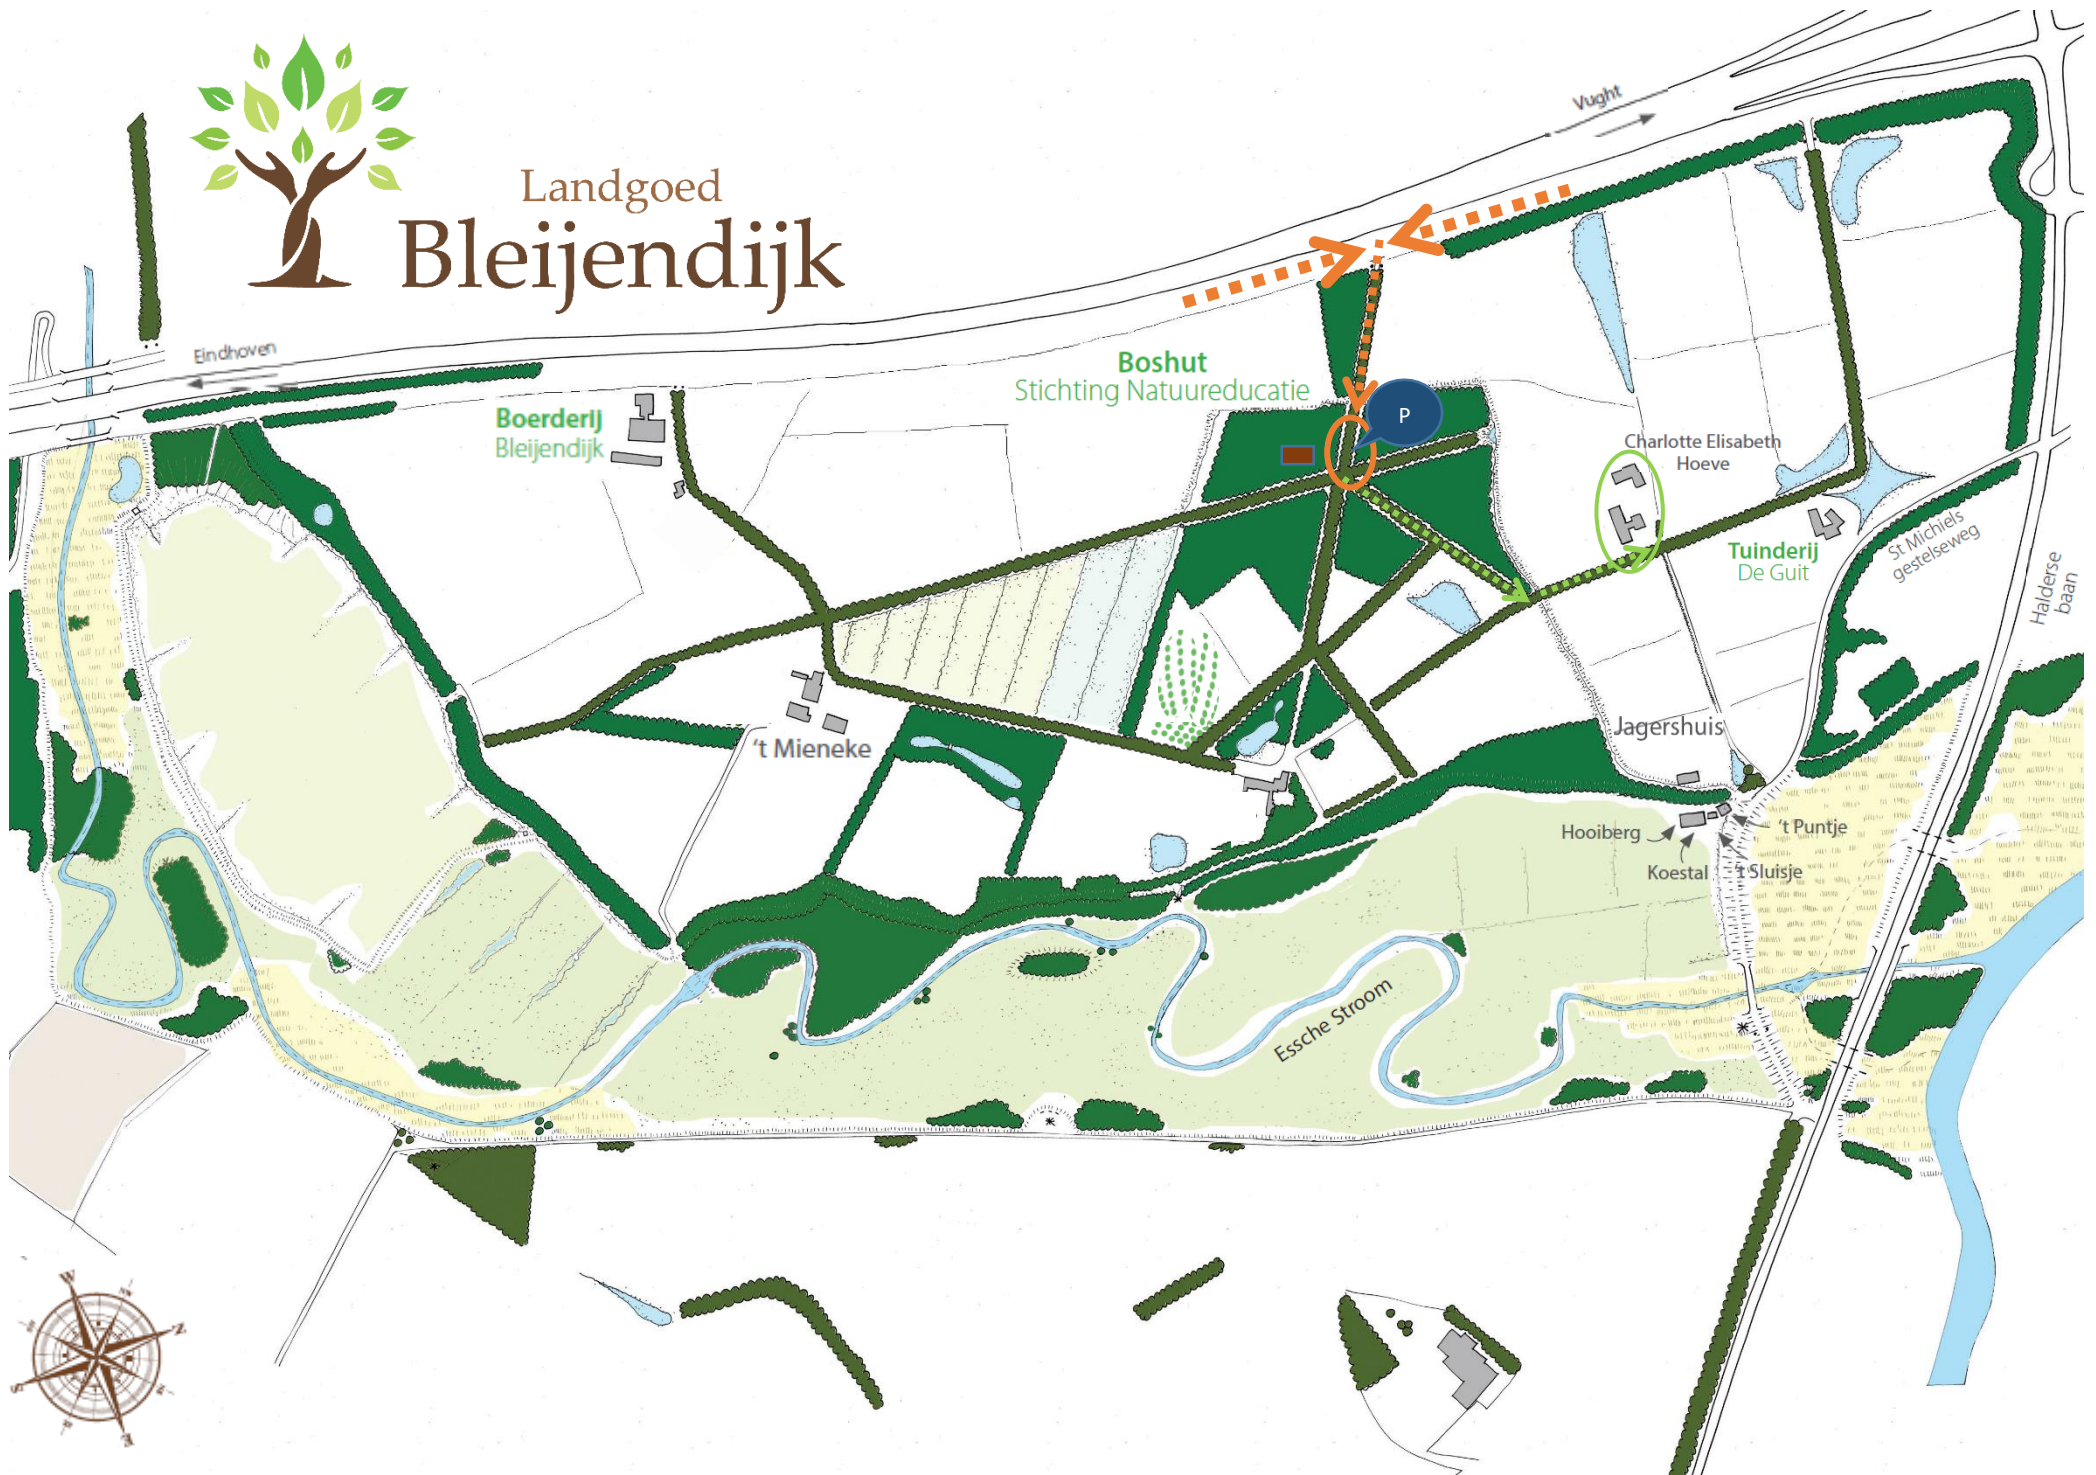 Landgoed
Bleijendijk
Vught
Eindhoven
Boshut
Stichting Natuureducatie
P
Boerderij
Bleijendijk
Charlotte Elisabeth
Hoeve
Tuinderij
De Guit
St Michiels
gestelseweg
Halderse
baan
't Mieneke
Jagershuis
Hooiberg
't Puntje
Koestal
't Sluisje
Essche Stroom
W
N
S
E